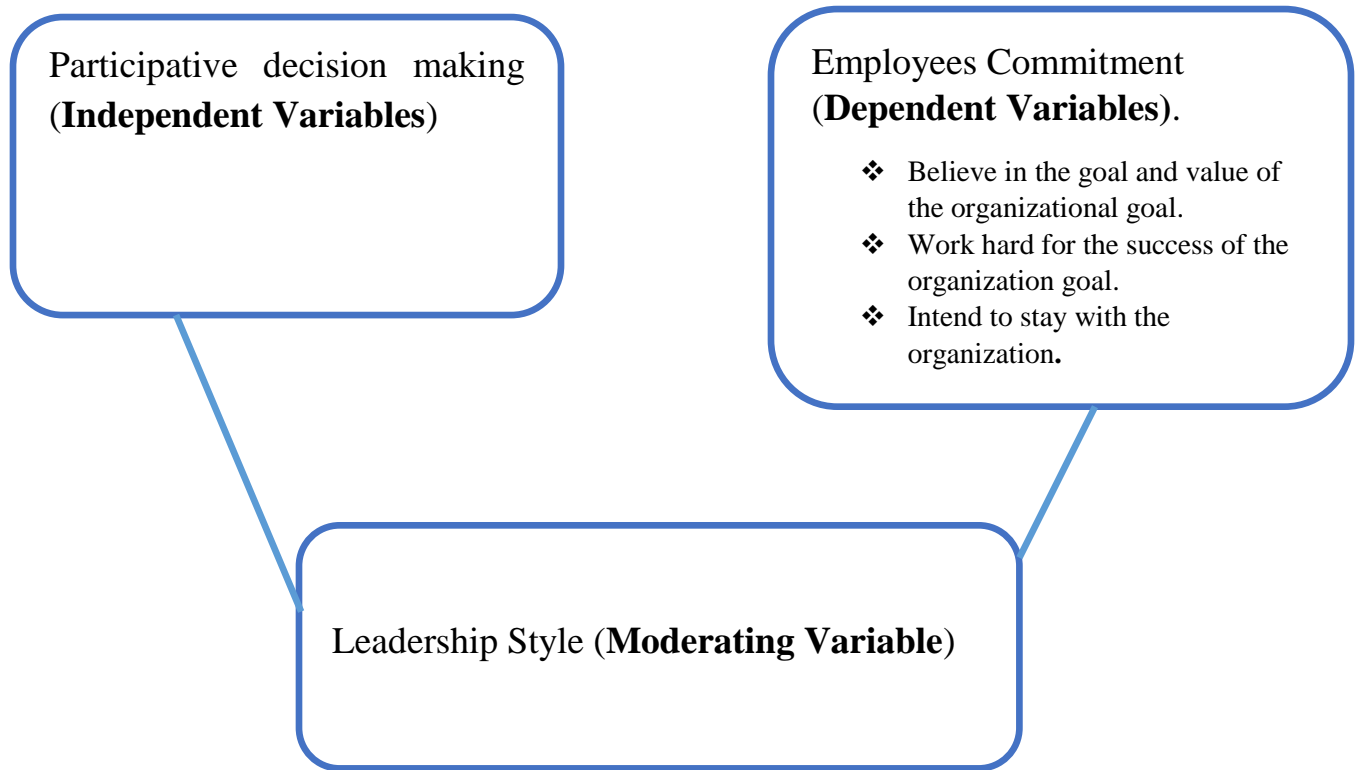 Participative decision making
(Independent Variables)
Employees Commitment
(Dependent Variables).
❖ Believe in the goal and value of
the organizational goal.
❖ Work hard for the success of the
organization goal.
❖ Intend to stay with the
organization.
Leadership Style (Moderating Variable)